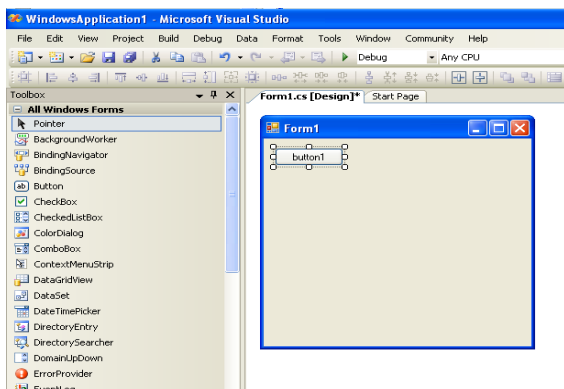 WindowsApplication1 - Microsoft Visual Studio
File Edit View Project Build Debug Data Format Tools Window Community Help
Debug Any CPU
Toolbox
Form1.cs [Design]* Start Page
All Windows Forms
Pointer
BackgroundWorker
BindingNavigator
BindingSource
Button
CheckBox
CheckedListBox
ColorDialog
ComboBox
ContextMenuStrip
DataGridView
DataSet
DateTimePicker
DirectoryEntry
DirectorySearcher
DomainUpDown
ErrorProvider
EventLog
Form1
button1